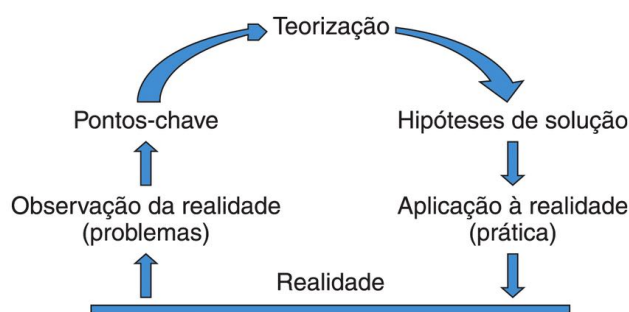 Teorização
Pontos-chave
Hipóteses de solução
Observação da realidade
(problemas)
Aplicação à realidade
(prática)
Realidade